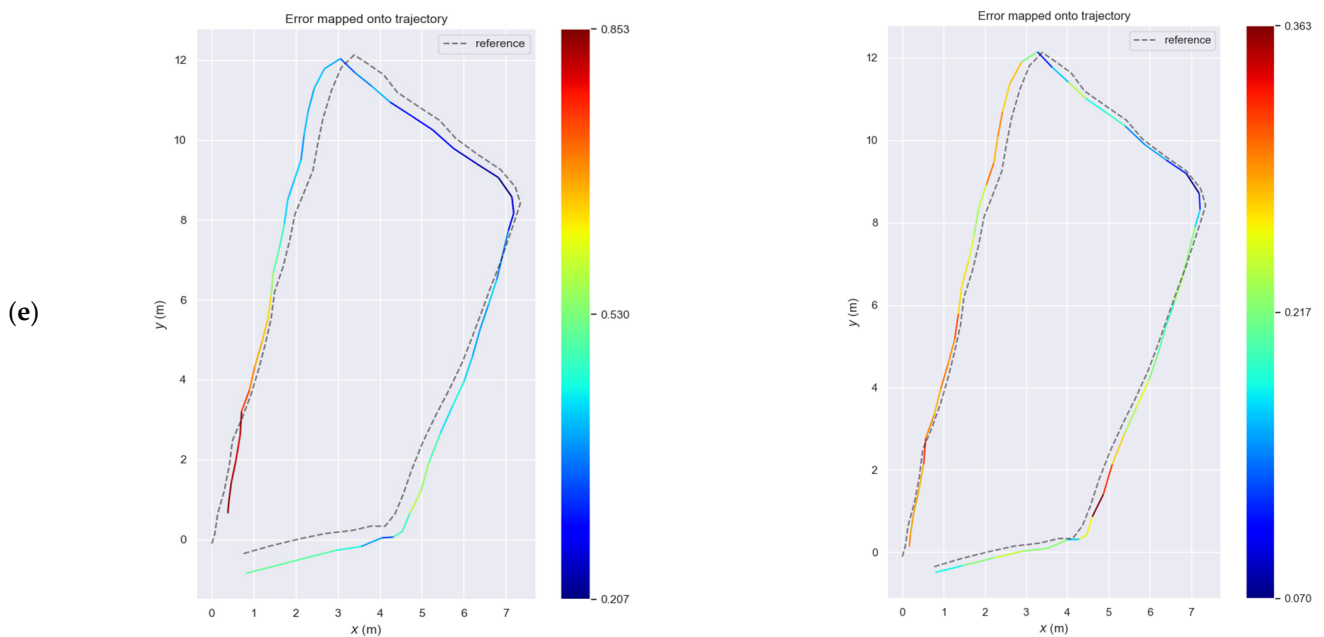 Error mapped onto trajectory
reference
0.853
0.530
0.207
12
10
8
6
4
2
0
y (m)
0 1 2 3 4 5 6 7
x (m)
(e)
Error mapped onto trajectory
reference
0.363
0.217
0.070
12
10
8
6
4
2
0
y (m)
0 1 2 3 4 5 6 7
x (m)